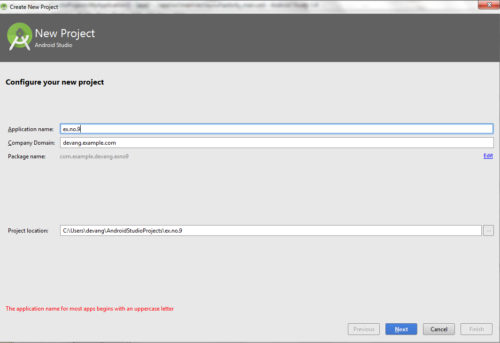 Create New Project
New Project
Android Studio
Configure your new project
Application name: ex.no.9
Company Domain: devang.example.com
Package name: com.example.devang.exno9 Edit
Project location: C:\Users\devang\AndroidStudioProjects\ex.no.9 ...
The application name for most apps begins with an uppercase letter
Previous Next Cancel Finish